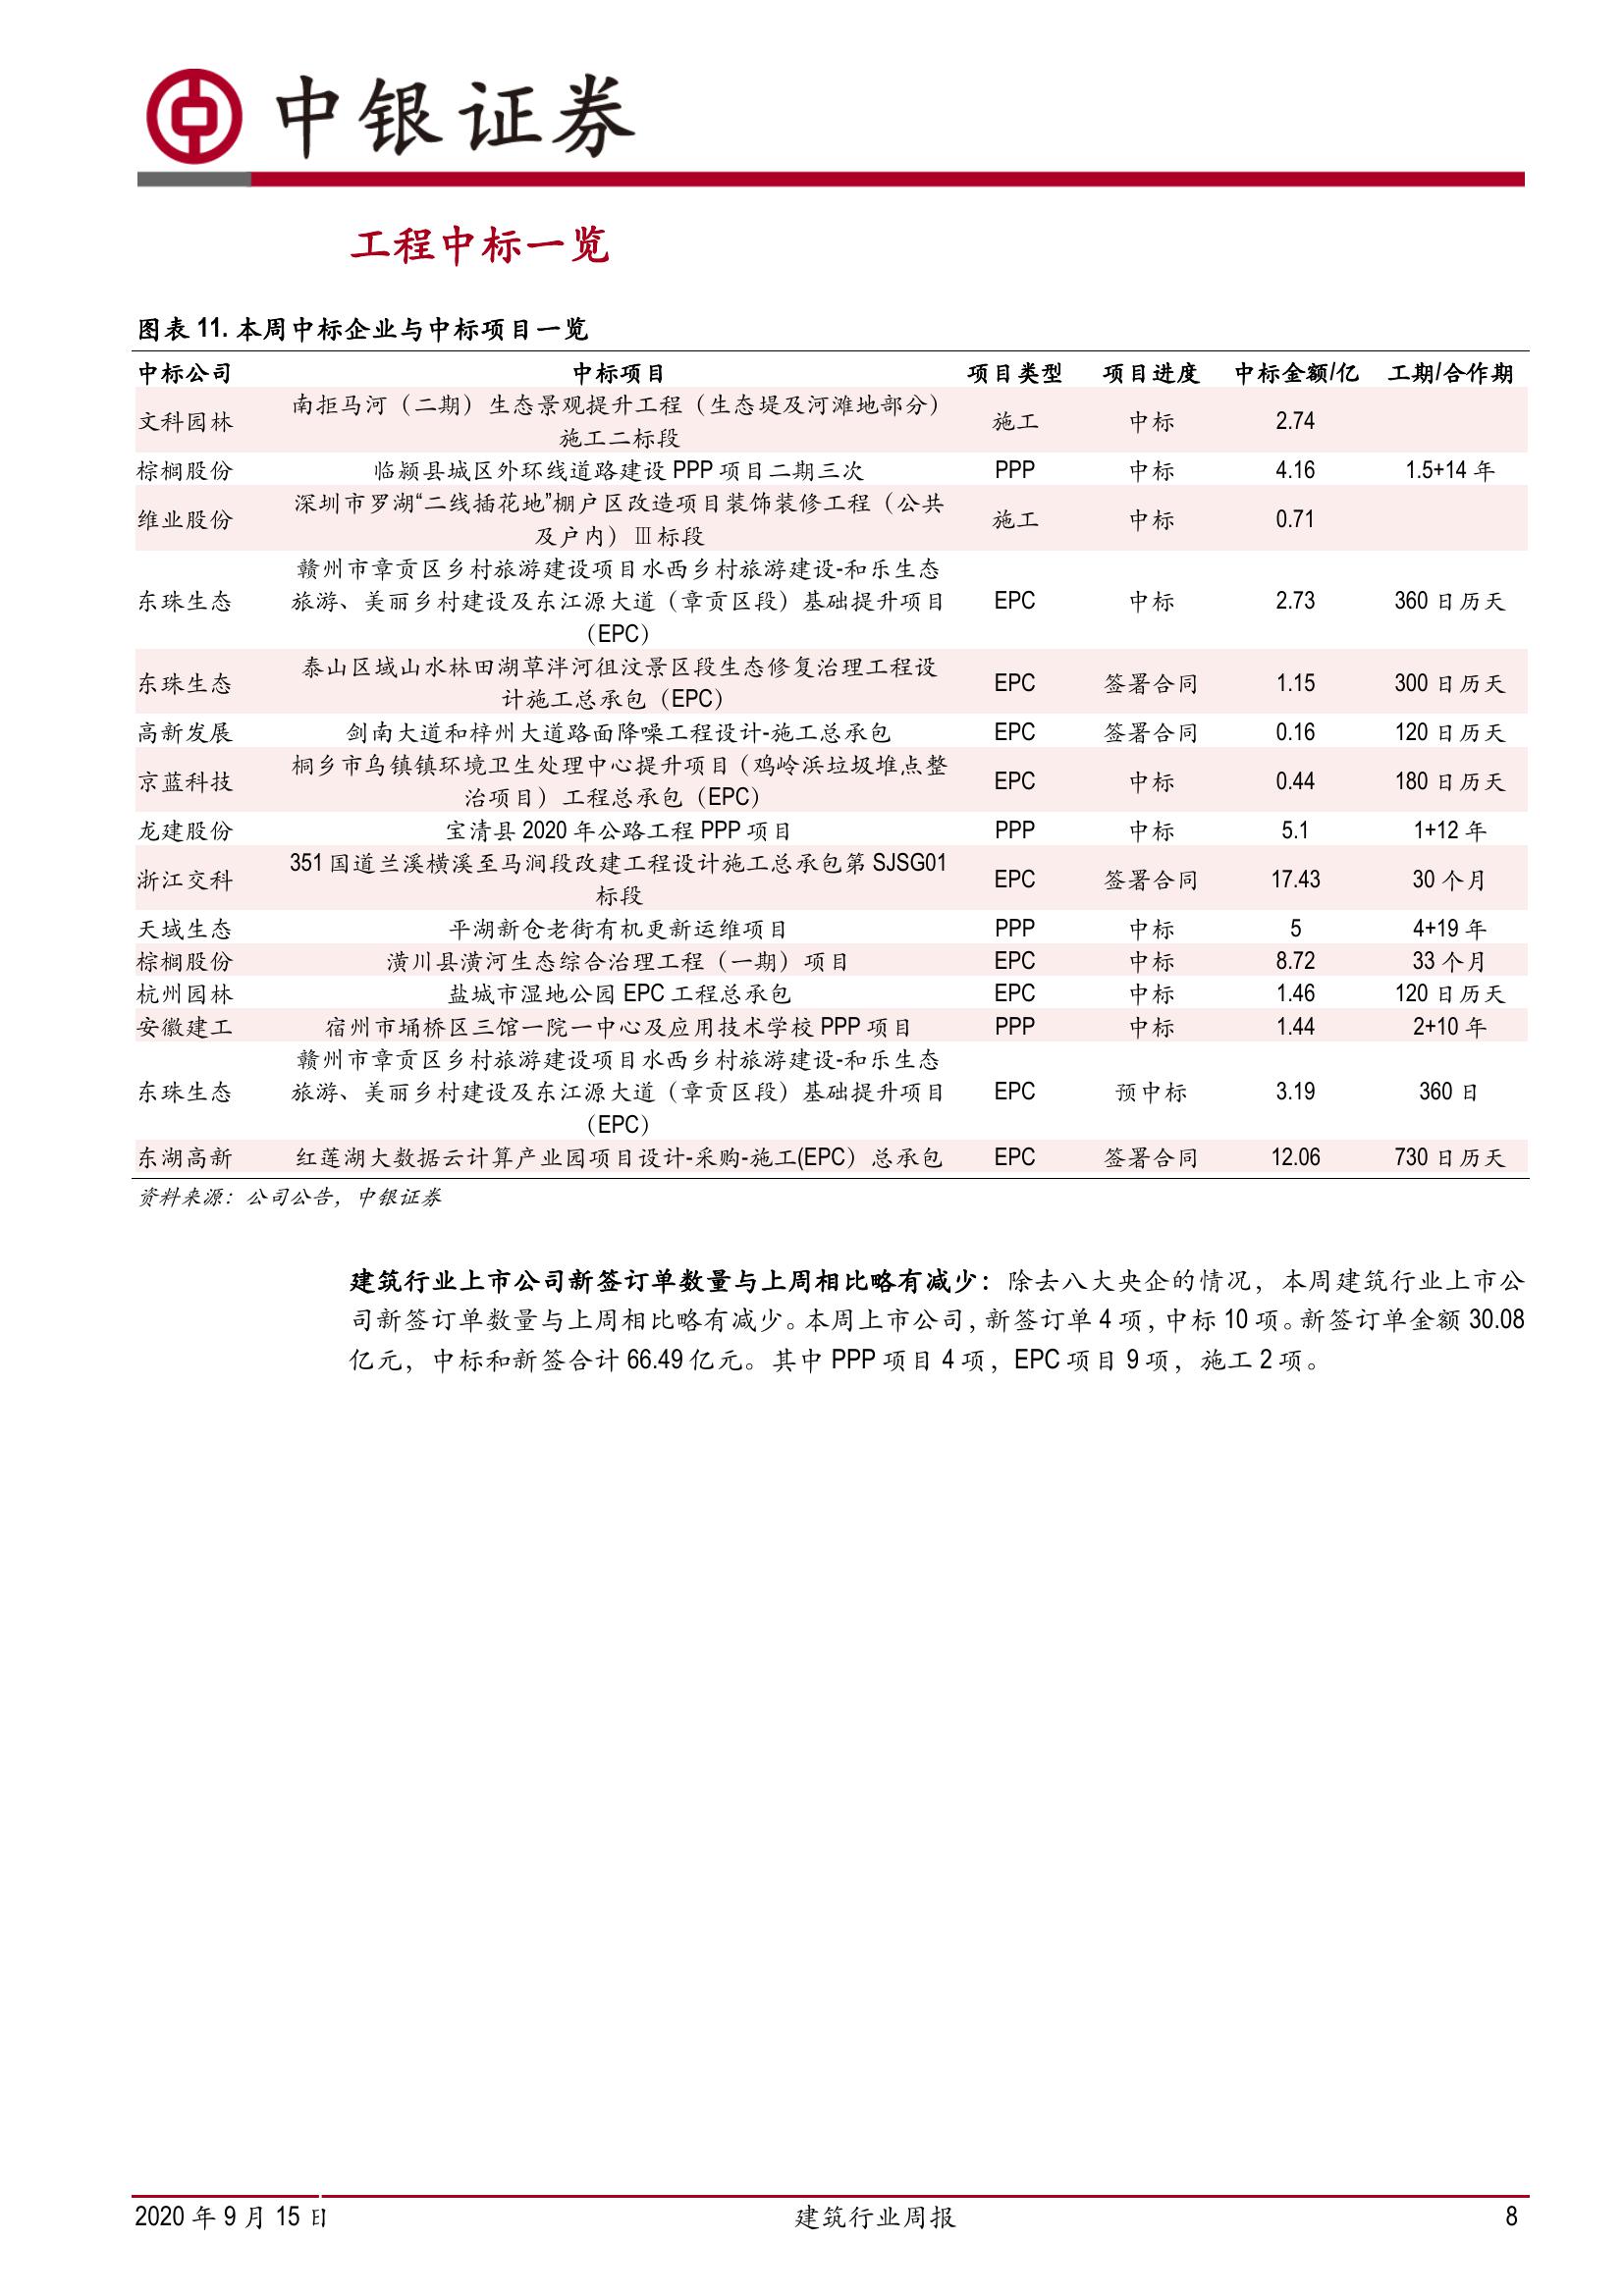 中银证券
工程中标一览
图表 11. 本周中标企业与中标项目一览
中标公司 中标项目 项目类型 项目进度 中标金额/亿 工期/合作期
文科园林 南拒马河（二期）生态景观提升工程（生态堤及河滩地部分） 施工 中标 2.74
施工二标段
棕榈股份 临颍县城区外环线道路建设 PPP 项目二期三次 PPP 中标 4.16 1.5+14 年
维业股份 深圳市罗湖“二线插花地”棚户区改造项目装饰装修工程（公共 施工 中标 0.71
及户内）Ⅲ标段
赣州市章贡区乡村旅游建设项目水西乡村旅游建设-和乐生态
东珠生态 旅游、美丽乡村建设及东江源大道（章贡区段）基础提升项目 EPC 中标 2.73 360 日历天
（EPC）
东珠生态 泰山区域山水林田湖草泮河徂汶景区段生态修复治理工程设 EPC 签署合同 1.15 300 日历天
计施工总承包（EPC）
高新发展 剑南大道和梓州大道路面降噪工程设计-施工总承包 EPC 签署合同 0.16 120 日历天
京蓝科技 桐乡市乌镇镇环境卫生处理中心提升项目（鸡岭浜垃圾堆点整 EPC 中标 0.44 180 日历天
治项目）工程总承包（EPC）
龙建股份 宝清县 2020 年公路工程 PPP 项目 PPP 中标 5.1 1+12 年
浙江交科 351 国道兰溪横溪至马涧段改建工程设计施工总承包第 SJSG01 EPC 签署合同 17.43 30 个月
标段
天域生态 平湖新仓老街有机更新运维项目 PPP 中标 5 4+19 年
棕榈股份 潢川县潢河生态综合治理工程（一期）项目 EPC 中标 8.72 33 个月
杭州园林 盐城市湿地公园 EPC 工程总承包 EPC 中标 1.46 120 日历天
安徽建工 宿州市埇桥区三馆一院一中心及应用技术学校 PPP 项目 PPP 中标 1.44 2+10 年
赣州市章贡区乡村旅游建设项目水西乡村旅游建设-和乐生态
东珠生态 旅游、美丽乡村建设及东江源大道（章贡区段）基础提升项目 EPC 预中标 3.19 360 日
（EPC）
东湖高新 红莲湖大数据云计算产业园项目设计-采购-施工(EPC）总承包 EPC 签署合同 12.06 730 日历天
资料来源：公司公告，中银证券
建筑行业上市公司新签订单数量与上周相比略有减少：除去八大央企的情况，本周建筑行业上市公
司新签订单数量与上周相比略有减少。本周上市公司，新签订单 4 项，中标 10 项。新签订单金额 30.08
亿元，中标和新签合计 66.49 亿元。其中 PPP 项目 4 项，EPC 项目 9 项，施工 2 项。
2020 年 9 月 15 日 建筑行业周报 8